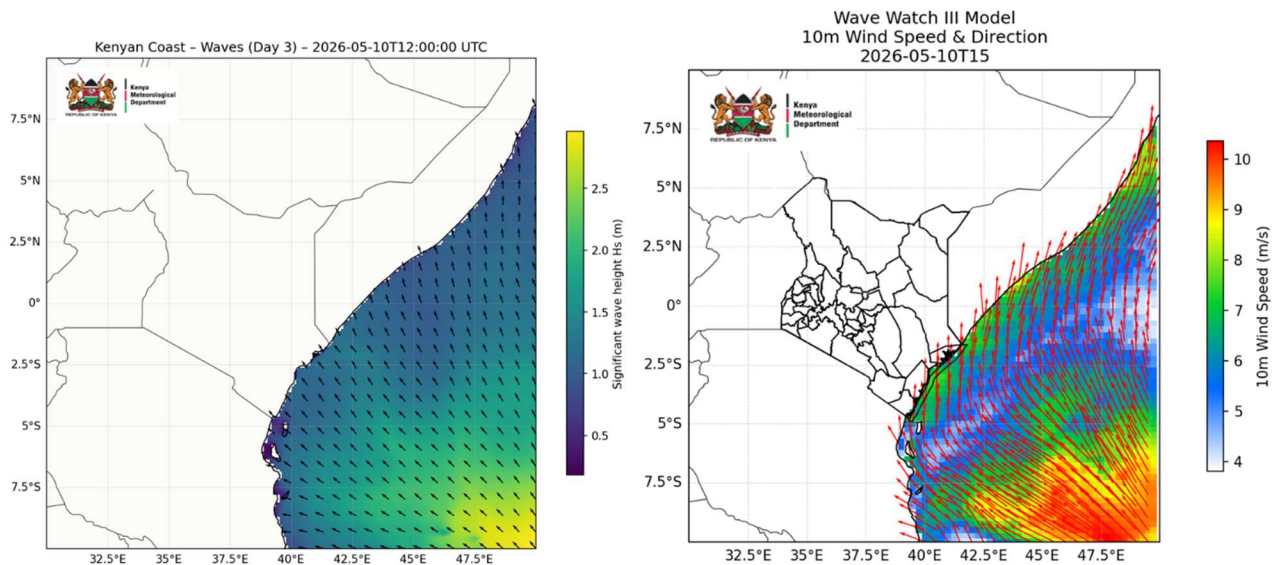 Kenyan Coast – Waves (Day 3) – 2026-05-10T12:00:00 UTC
Kenya
Meteorological
Department
REPUBLIC OF KENYA
7.5°N
5°N
2.5°N
0°
2.5°S
5°S
7.5°S
32.5°E
35°E
37.5°E
40°E
42.5°E
45°E
47.5°E
2.5
2.0
1.5
1.0
0.5
Significant wave height Hs (m)
Wave Watch III Model
10m Wind Speed & Direction
2026-05-10T15
Kenya
Meteorological
Department
REPUBLIC OF KENYA
7.5°N
5°N
2.5°N
0°
2.5°S
5°S
7.5°S
32.5°E
35°E
37.5°E
40°E
42.5°E
45°E
47.5°E
10
9
8
7
6
5
4
10m Wind Speed (m/s)